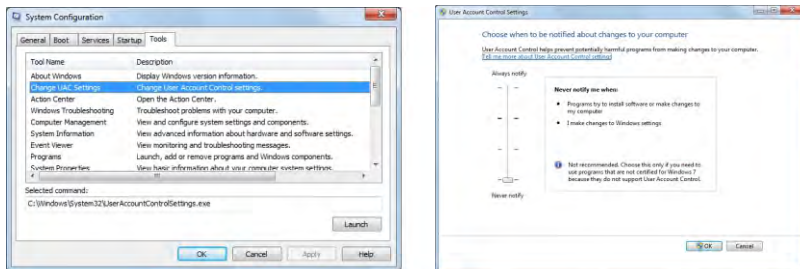 System Configuration
General Boot Services Startup Tools
Tool Name Description
About Windows Display Windows version information.
Change UAC Settings Change User Account Control settings.
Action Center Open the Action Center.
Windows Troubleshooting Troubleshoot problems with your computer.
Computer Management View and configure system settings and components.
System Information View advanced information about hardware and software settings.
Event Viewer View monitoring and troubleshooting messages.
Programs Launch, add or remove programs and Windows components.
System Properties View basic information about your computer system settings.
Selected command:
C:\Windows\System32\UserAccountControlSettings.exe
Launch
OK Cancel Apply Help
User Account Control Settings
Choose when to be notified about changes to your computer
User Account Control helps prevent potentially harmful programs from making changes to your computer.
Tell me more about User Account Control settings
Always notify
Never notify me when:
Programs try to install software or make changes to
my computer
I make changes to Windows settings
Not recommended. Choose this only if you need to
use programs that are not certified for Windows 7
because they do not support User Account Control.
Never notify
OK Cancel